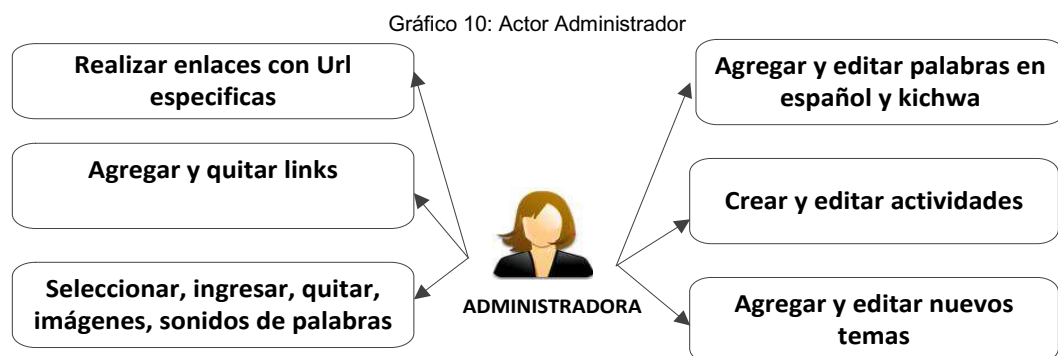 Gráfico 10: Actor Administrador
Realizar enlaces con Url
especificas
Agregar y quitar links
Seleccionar, ingresar, quitar,
imágenes, sonidos de palabras
ADMINISTRADORA
Agregar y editar palabras en
español y kichwa
Crear y editar actividades
Agregar y editar nuevos
temas